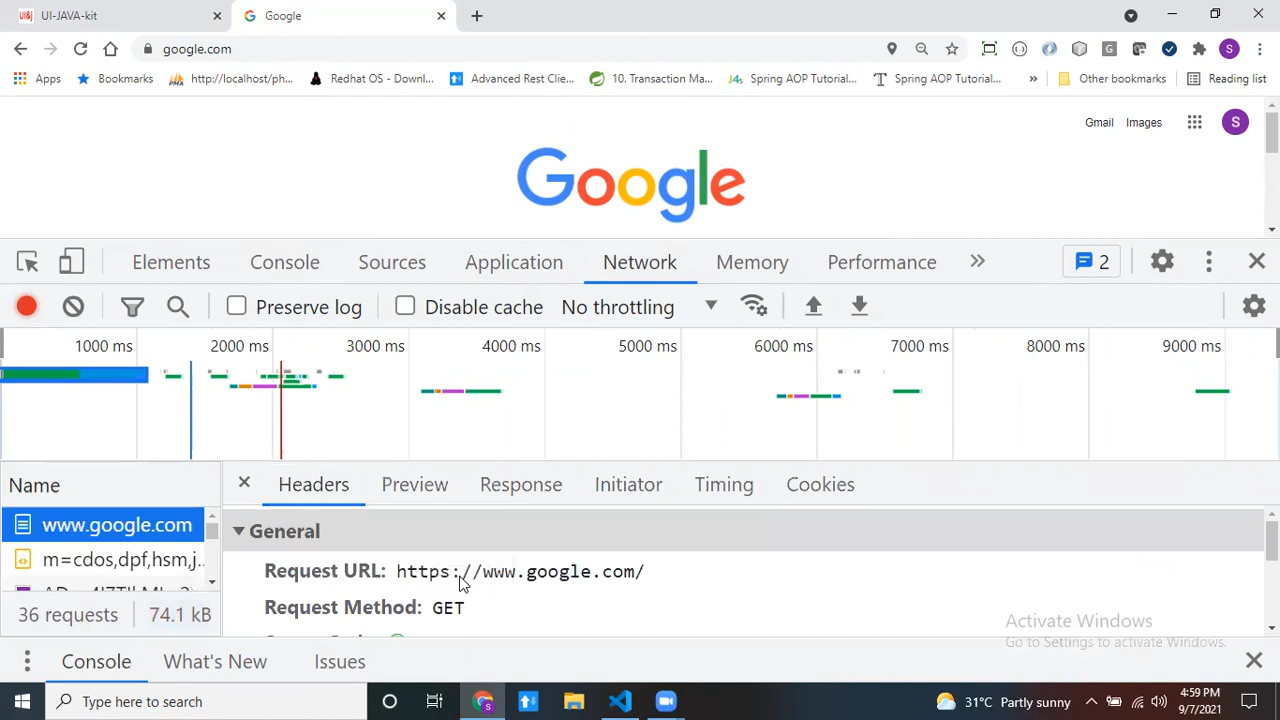 UI&J UI-JAVA-kit
G Google
google.com
S
Apps Bookmarks http://localhost/ph... Redhat OS - Downl... Advanced Rest Clie... 10. Transaction Ma... J4s Spring AOP Tutorial... T Spring AOP Tutorial... » Other bookmarks Reading list
Gmail Images S
Google
Elements Console Sources Application Network Memory Performance » 2
Preserve log Disable cache No throttling
1000 ms 2000 ms 3000 ms 4000 ms 5000 ms 6000 ms 7000 ms 8000 ms 9000 ms
Name Headers Preview Response Initiator Timing Cookies
www.google.com
General
m=cdos,dpf,hsm,j...
Request URL: https://www.google.com/
Request Method: GET
36 requests 74.1 kB
Activate Windows
Go to Settings to activate Windows.
Console What's New Issues
Type here to search
31°C Partly sunny
4:59 PM
9/7/2021